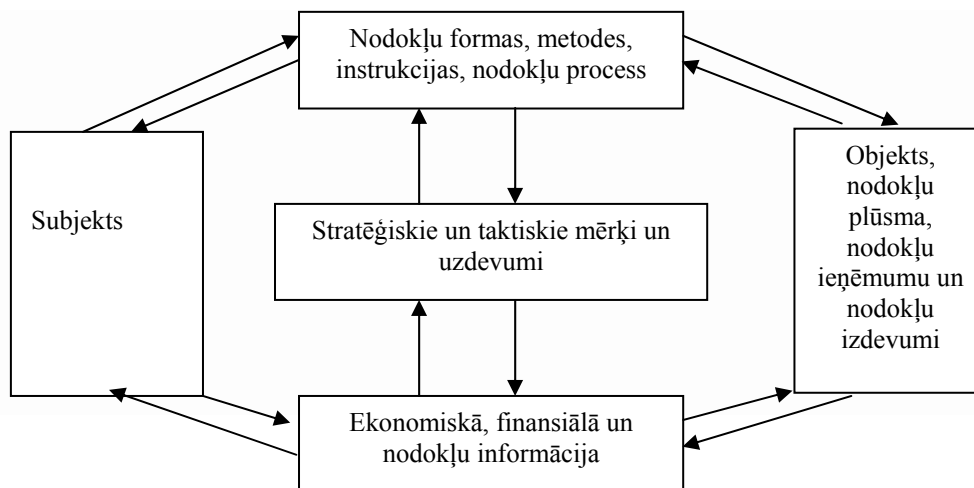 Nodokļu formas, metodes,
instrukcijas, nodokļu process
Subjekts
Stratēģiskie un taktiskie mērķi un
uzdevumi
Objekts,
nodokļu
plūsma,
nodokļu
ieņēmumu un
nodokļu
izdevumi
Ekonomiskā, finansiālā un
nodokļu informācija